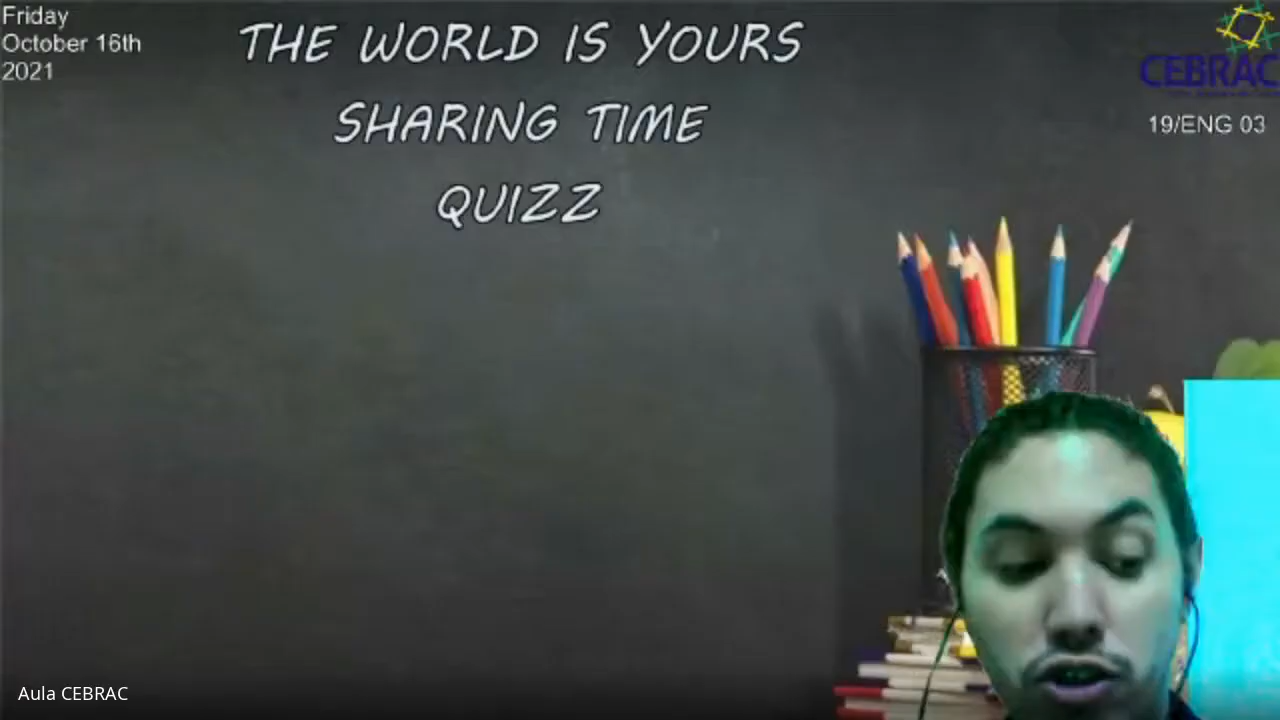 Friday
October 16th
2021
THE WORLD IS YOURS
SHARING TIME
QUIZZ
CEBRAC
19/ENG 03
Aula CEBRAC